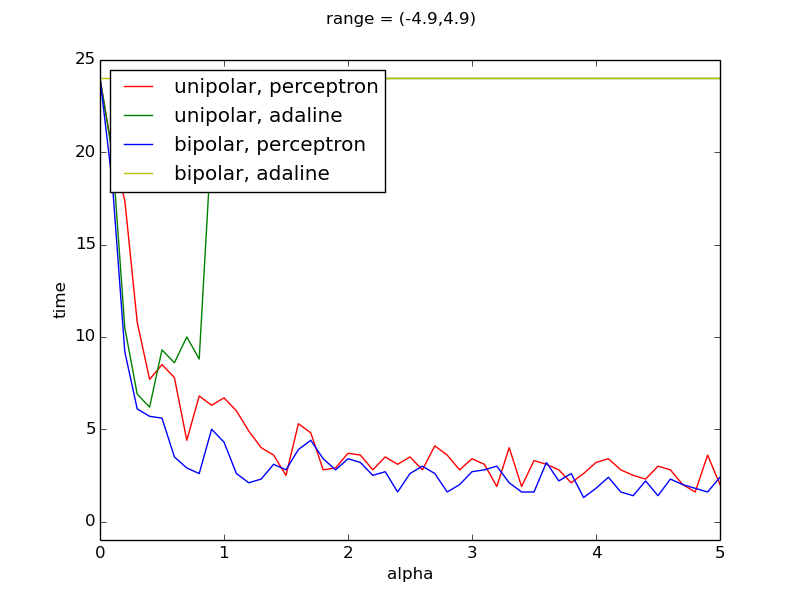 range = (-4.9,4.9)
25
20
15
10
5
0
time
unipolar, perceptron
unipolar, adaline
bipolar, perceptron
bipolar, adaline
0 1 2 3 4 5
alpha